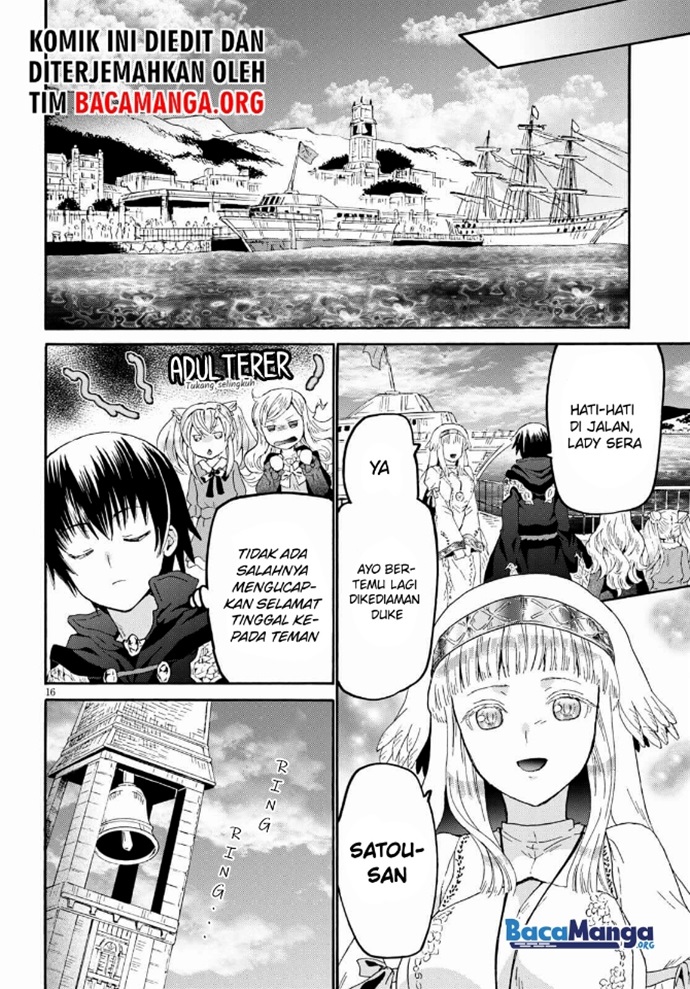 KOMIK INI DIEDIT DAN
DITERJEMAHKAN OLEH
TIM BACAMANGA.ORG
HATI-HATI
DI JALAN,
LADY SERA
YA
AYO BER-
TEMU LAGI
DIKEDIAMAN
DUKE
SATOU-
SAN
ADULTERER
Tukang selingkuh
TIDAK ADA
SALAHNYA
MENGUCAP-
KAN SELAMAT
TINGGAL KE-
PADA TEMAN
16
RING
RING...
BacaManga
.ORG